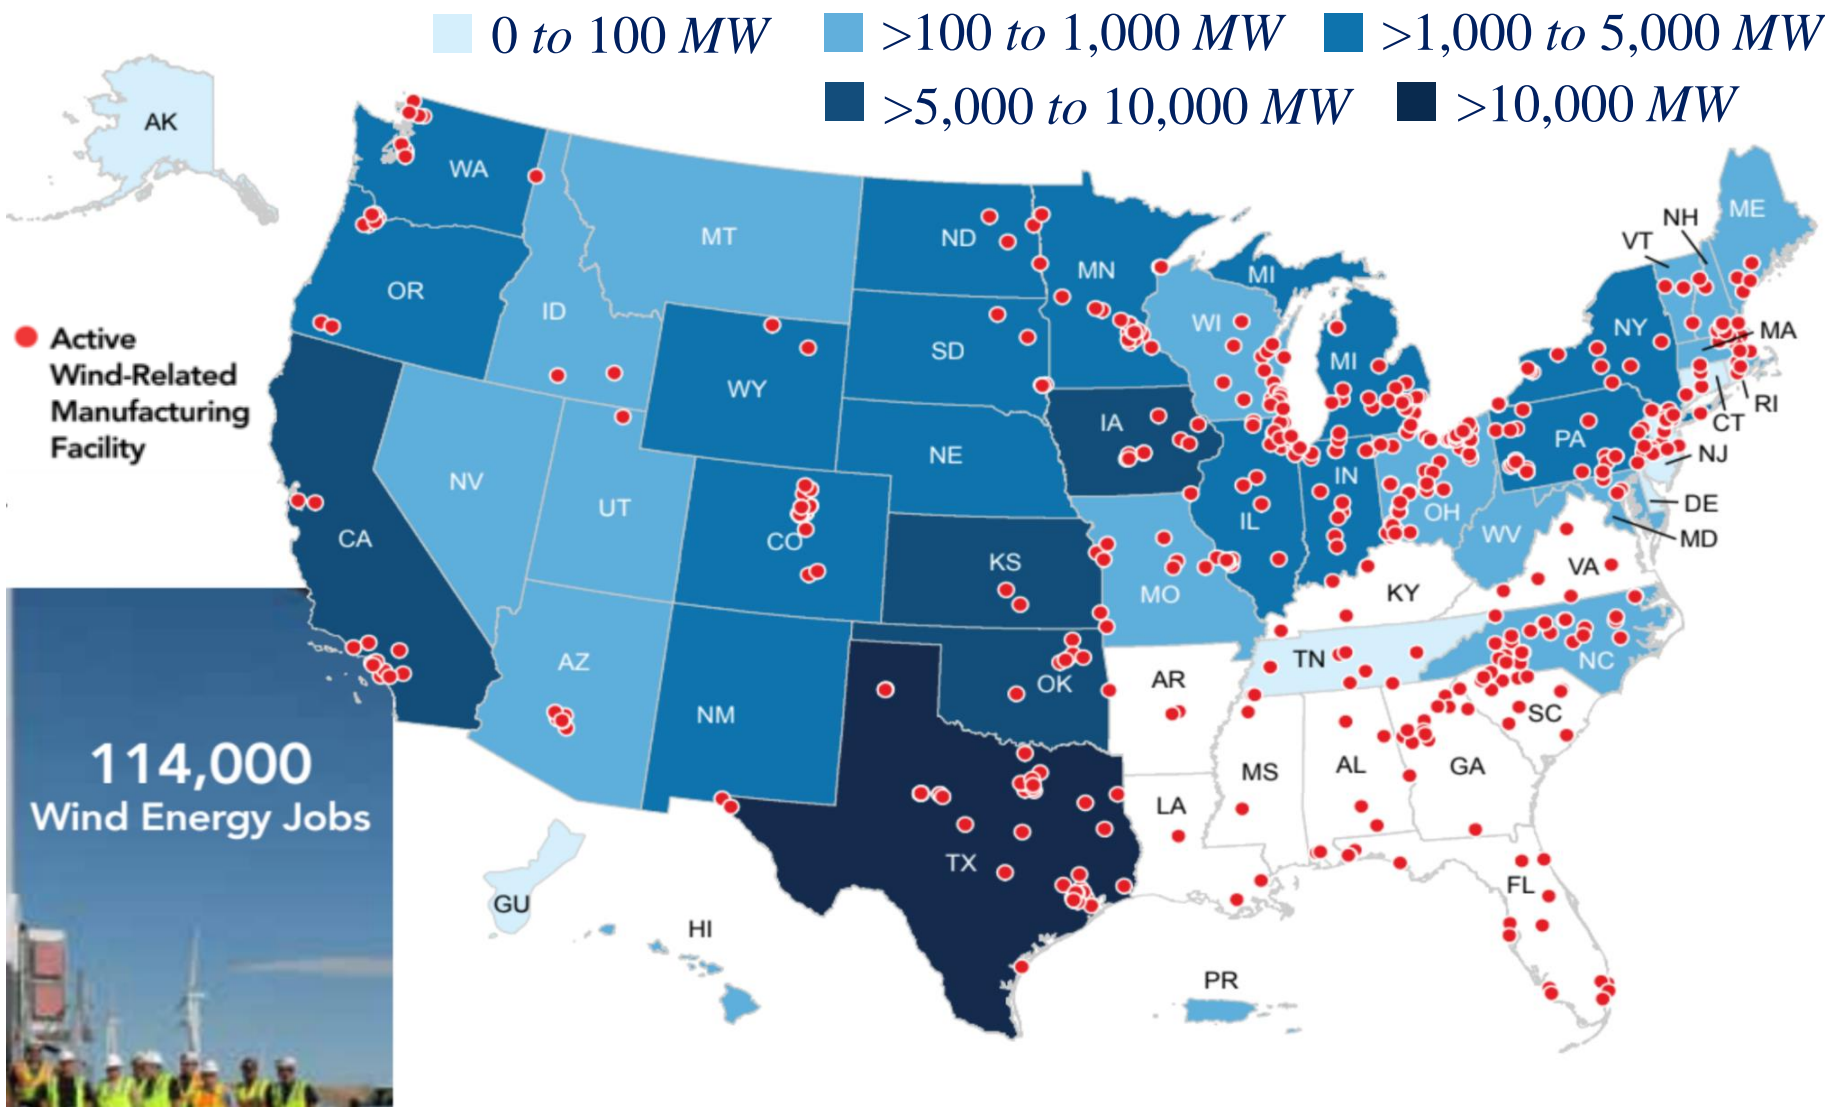 0 to 100 MW
>100 to 1,000 MW
>1,000 to 5,000 MW
>5,000 to 10,000 MW
>10,000 MW
AK
WA
MT
ND
MN
MI
VT
NH
ME
OR
ID
SD
WI
MI
NY
MA
RI
CT
Active
Wind-Related
Manufacturing
Facility
WY
IA
NE
PA
NJ
NV
UT
CO
IL
IN
OH
DE
MD
WV
CA
KS
MO
KY
VA
AZ
NM
OK
AR
TN
NC
SC
MS
AL
GA
LA
TX
FL
114,000
Wind Energy Jobs
GU
HI
PR